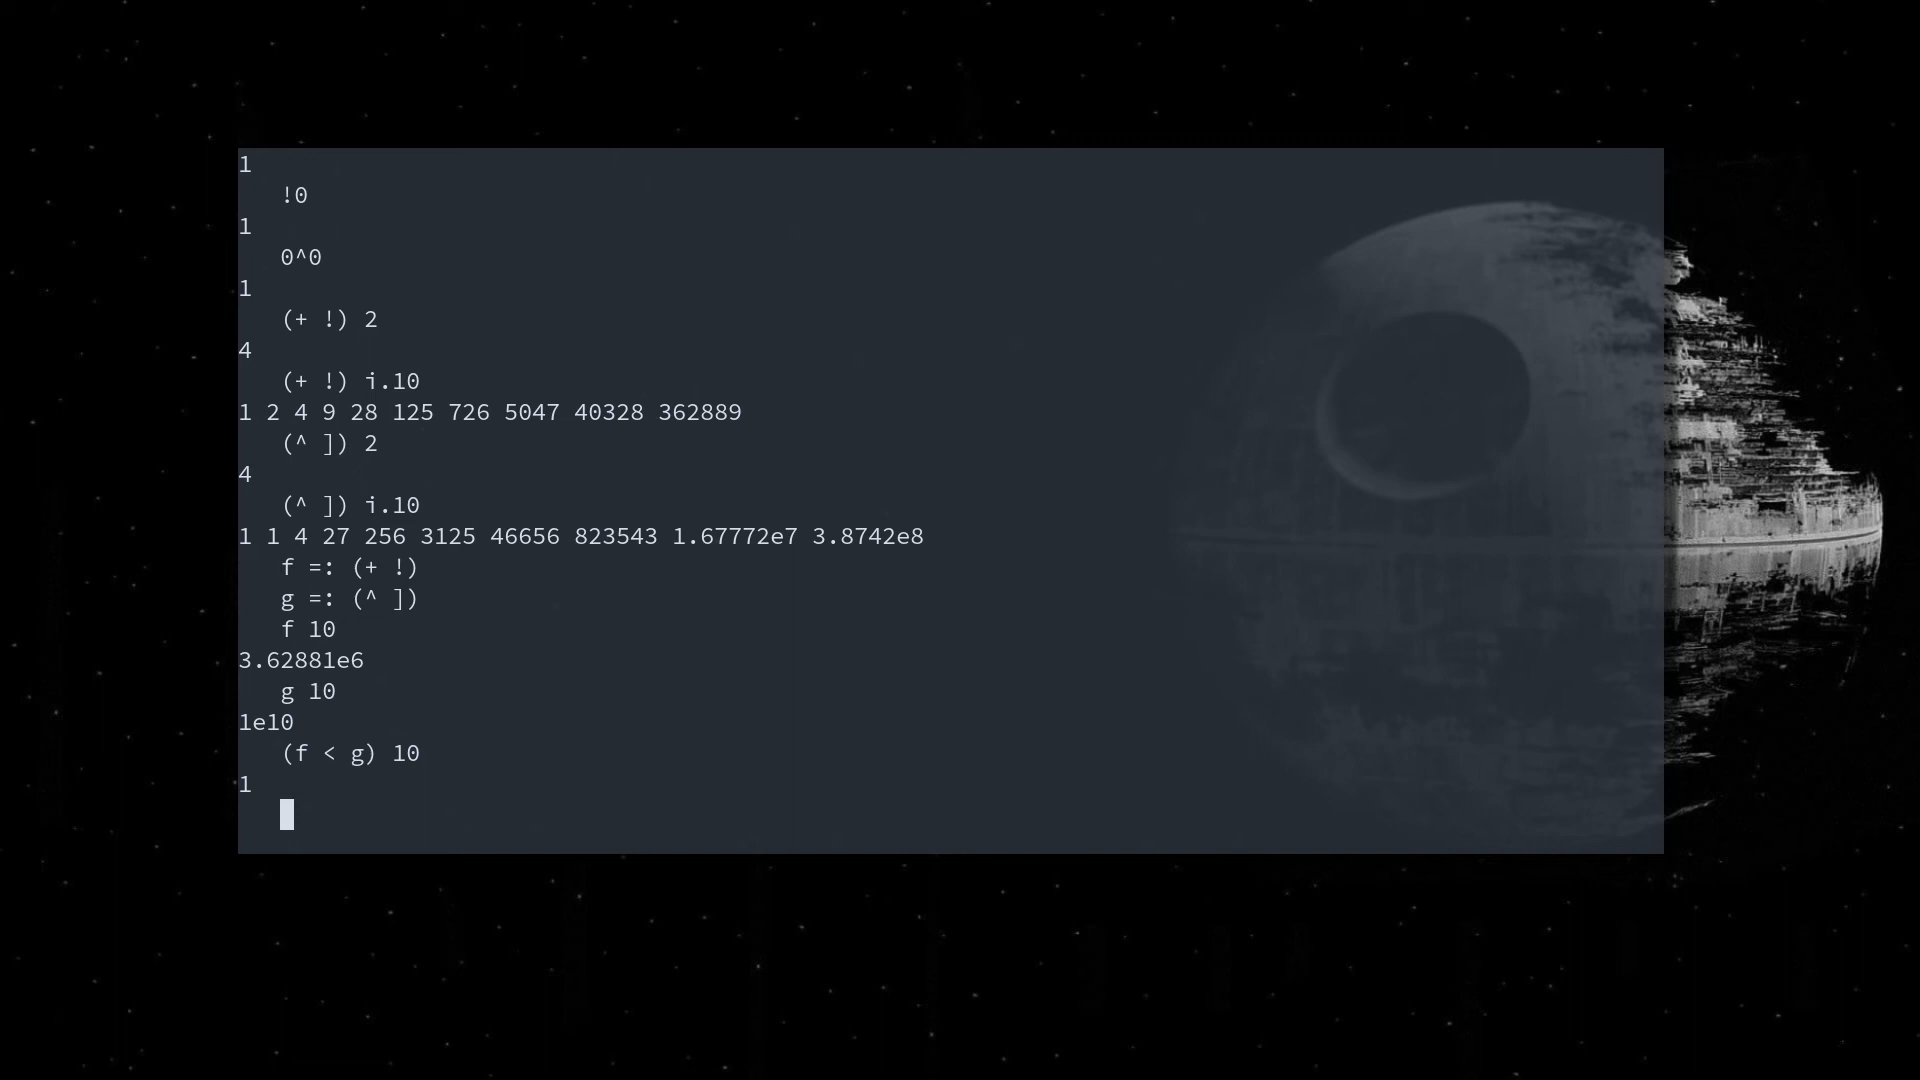 1
   !0
1
   0^0
1
   (+ !) 2
4
   (+ !) i.10
1 2 4 9 28 125 726 5047 40328 362889
   (^ ]) 2
4
   (^ ]) i.10
1 1 4 27 256 3125 46656 823543 1.67772e7 3.8742e8
   f =: (+ !)
   g =: (^ ])
   f 10
3.62881e6
   g 10
1e10
   (f < g) 10
1